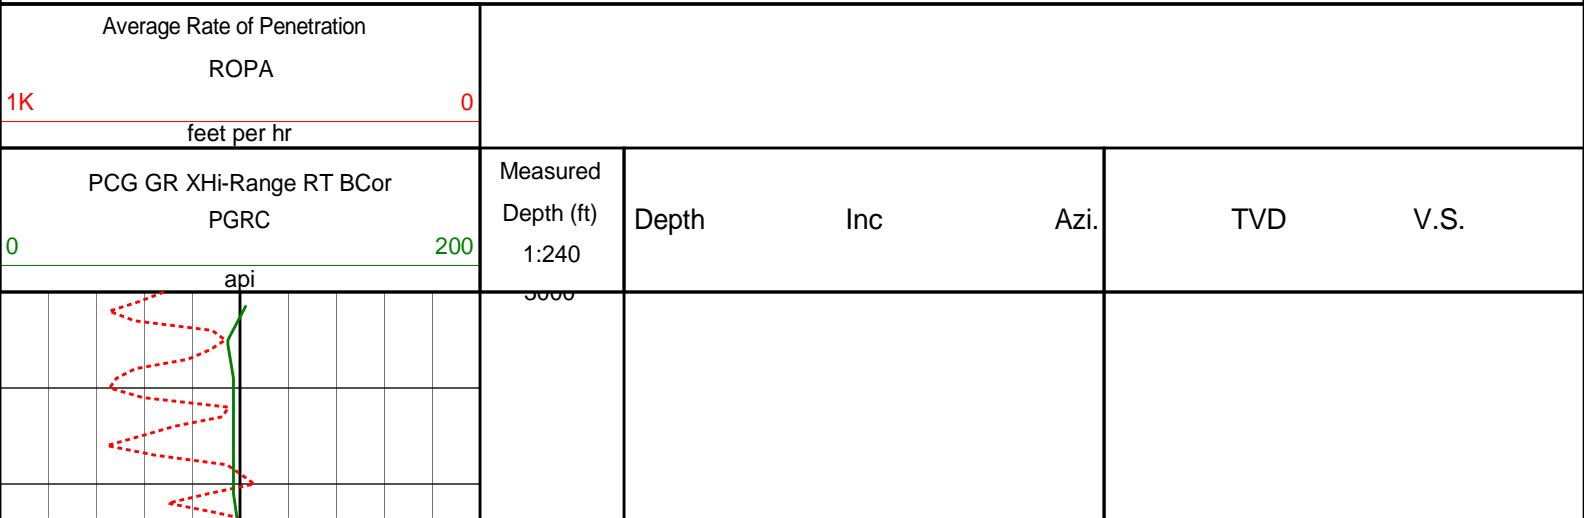 Average Rate of Penetration
ROPA
1K 0
feet per hr
PCG GR XHi-Range RT BCor
PGRC
0 200
api
Measured
Depth (ft)
1:240
Depth Inc Azi. TVD V.S.